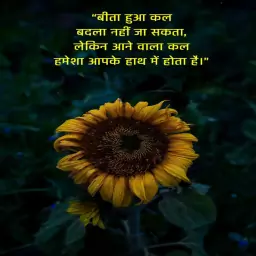 “बीता हुआ कल
बदला नहीं जा सकता,
लेकिन आने वाला कल
हमेशा आपके हाथ में होता है।”